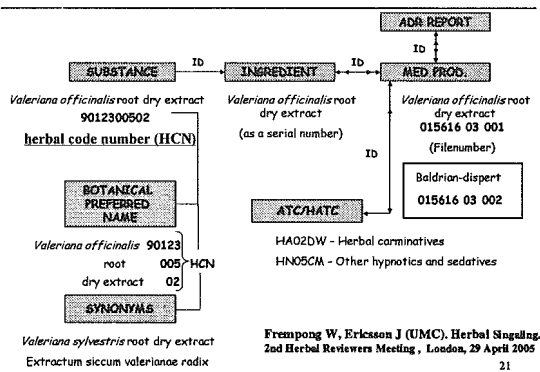 ADR REPORT
ID
SUBSTANCE
ID
INGREDIENT
ID
MED PROD.
Valeriana officinalis root dry extract
9012300502
herbal code number (HCN)
Valeriana officinalis root
dry extract
(as a serial number)
Valeriana officinalis root
dry extract
015616 03 001
(Filenumber)
ID
Baldrian-dispert
015616 03 002
BOTANICAL
PREFERRED
NAME
ATC/HATC
Valeriana officinalis 90123
root 005
HCN
dry extract 02
HA02DW - Herbal carminatives
HN05CM - Other hypnotics and sedatives
SYNONYMS
Valeriana sylvestris root dry extract
Extractum siccum valerianae radix
Frempong W, Ericsson J (UMC). Herbal Singaling.
2nd Herbal Reviewers Meeting , London, 29 April 2005
21